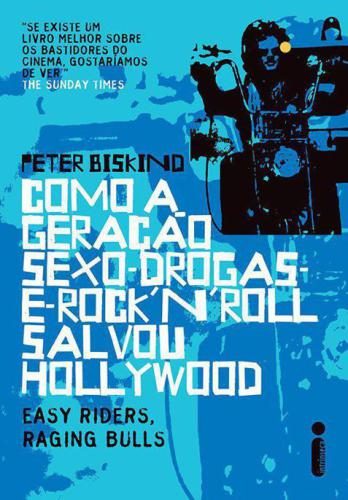 "SE EXISTE UM
LIVRO MELHOR SOBRE
OS BASTIDORES DO
CINEMA, GOSTARÍAMOS
DE VER."
THE SUNDAY TIMES
PETER BISKIND
COMO A
GERAÇÃO
SEXO-DROGAS-
E-ROCK'N'ROLL
SALVOU
HOLLYWOOD
EASY RIDERS,
RAGING BULLS
intrínseca